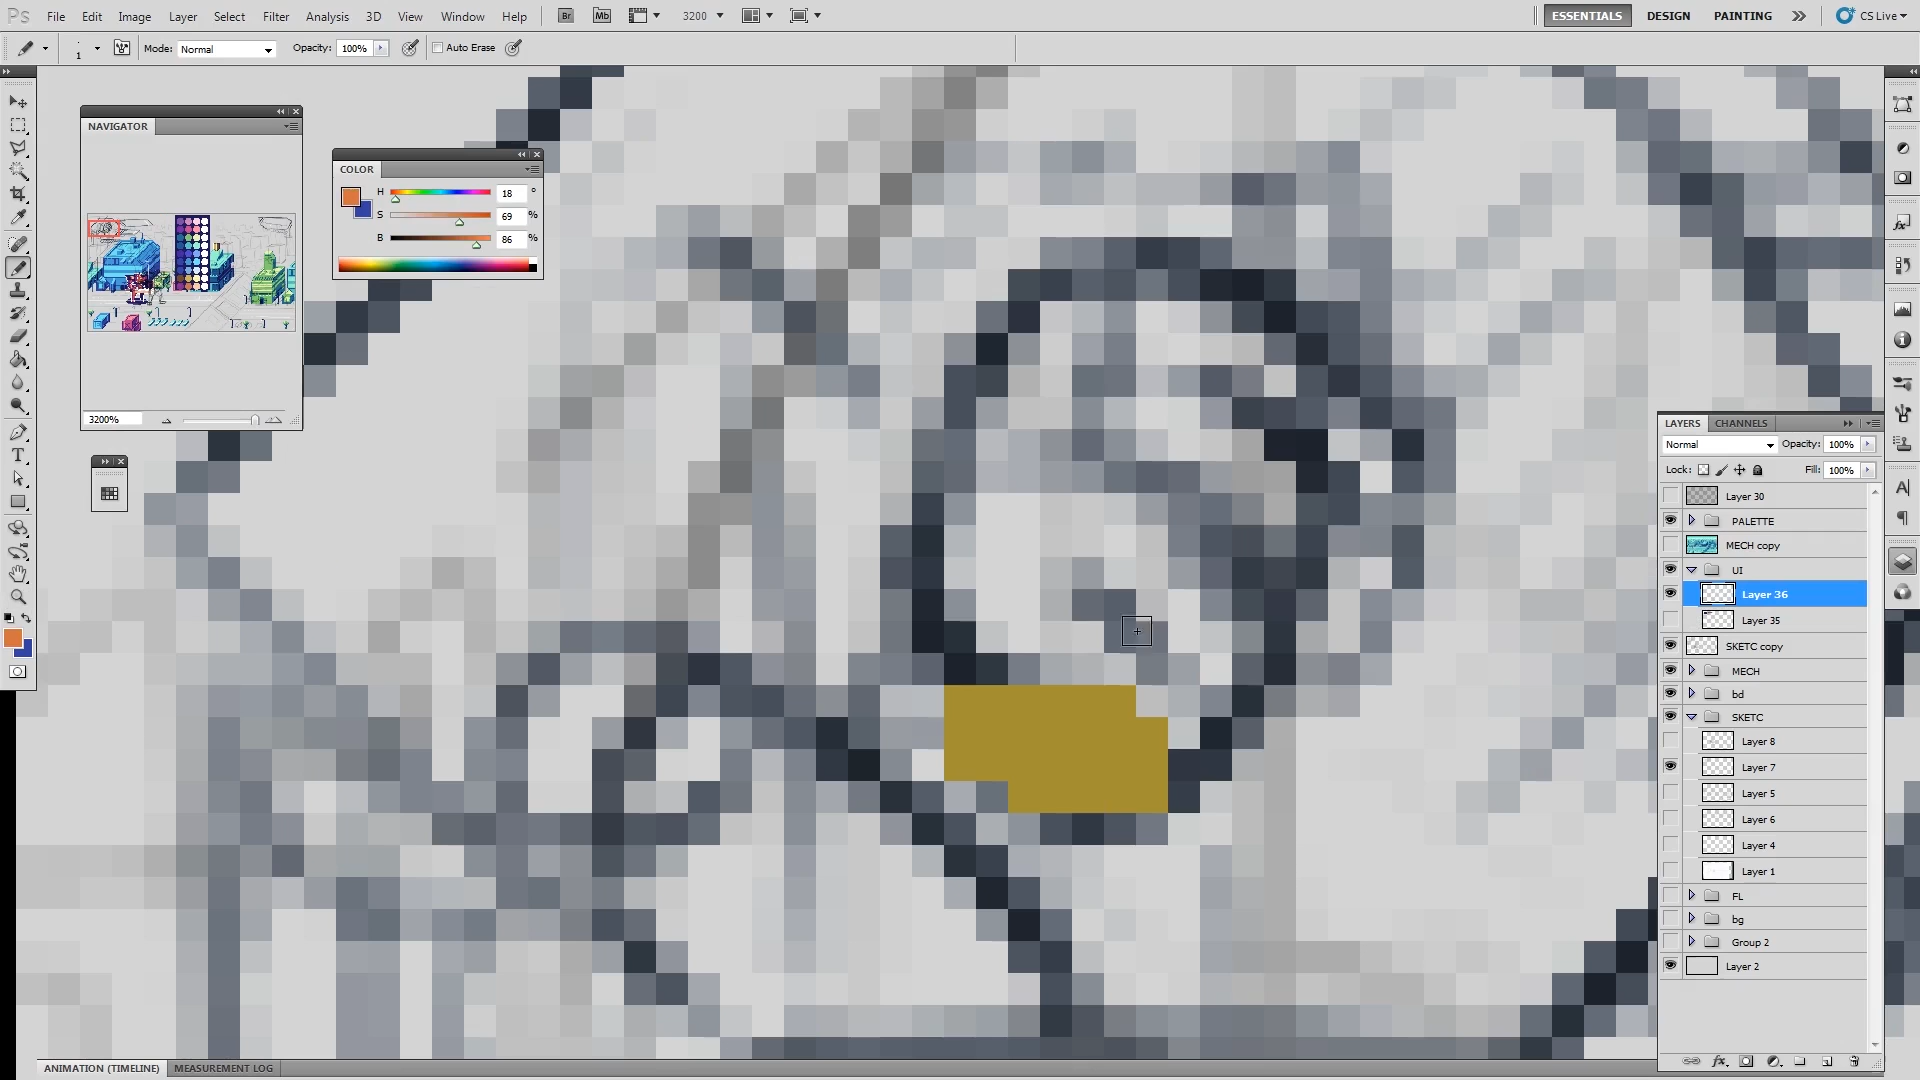 Ps File Edit Image Layer Select Filter Analysis 3D View Window Help Br Mb 3200 ESSENTIALS DESIGN PAINTING CS Live
1 Mode: Normal Opacity: 100% Auto Erase
NAVIGATOR
3200%
COLOR
H 18 °
S 69 %
B 86 %
LAYERS CHANNELS
Normal Opacity: 100%
Lock: Fill: 100%
Layer 30
PALETTE
MECH copy
UI
Layer 36
Layer 35
SKETC copy
MECH
bd
SKETC
Layer 8
Layer 7
Layer 5
Layer 6
Layer 4
Layer 1
FL
bg
Group 2
Layer 2
ANIMATION (TIMELINE) MEASUREMENT LOG